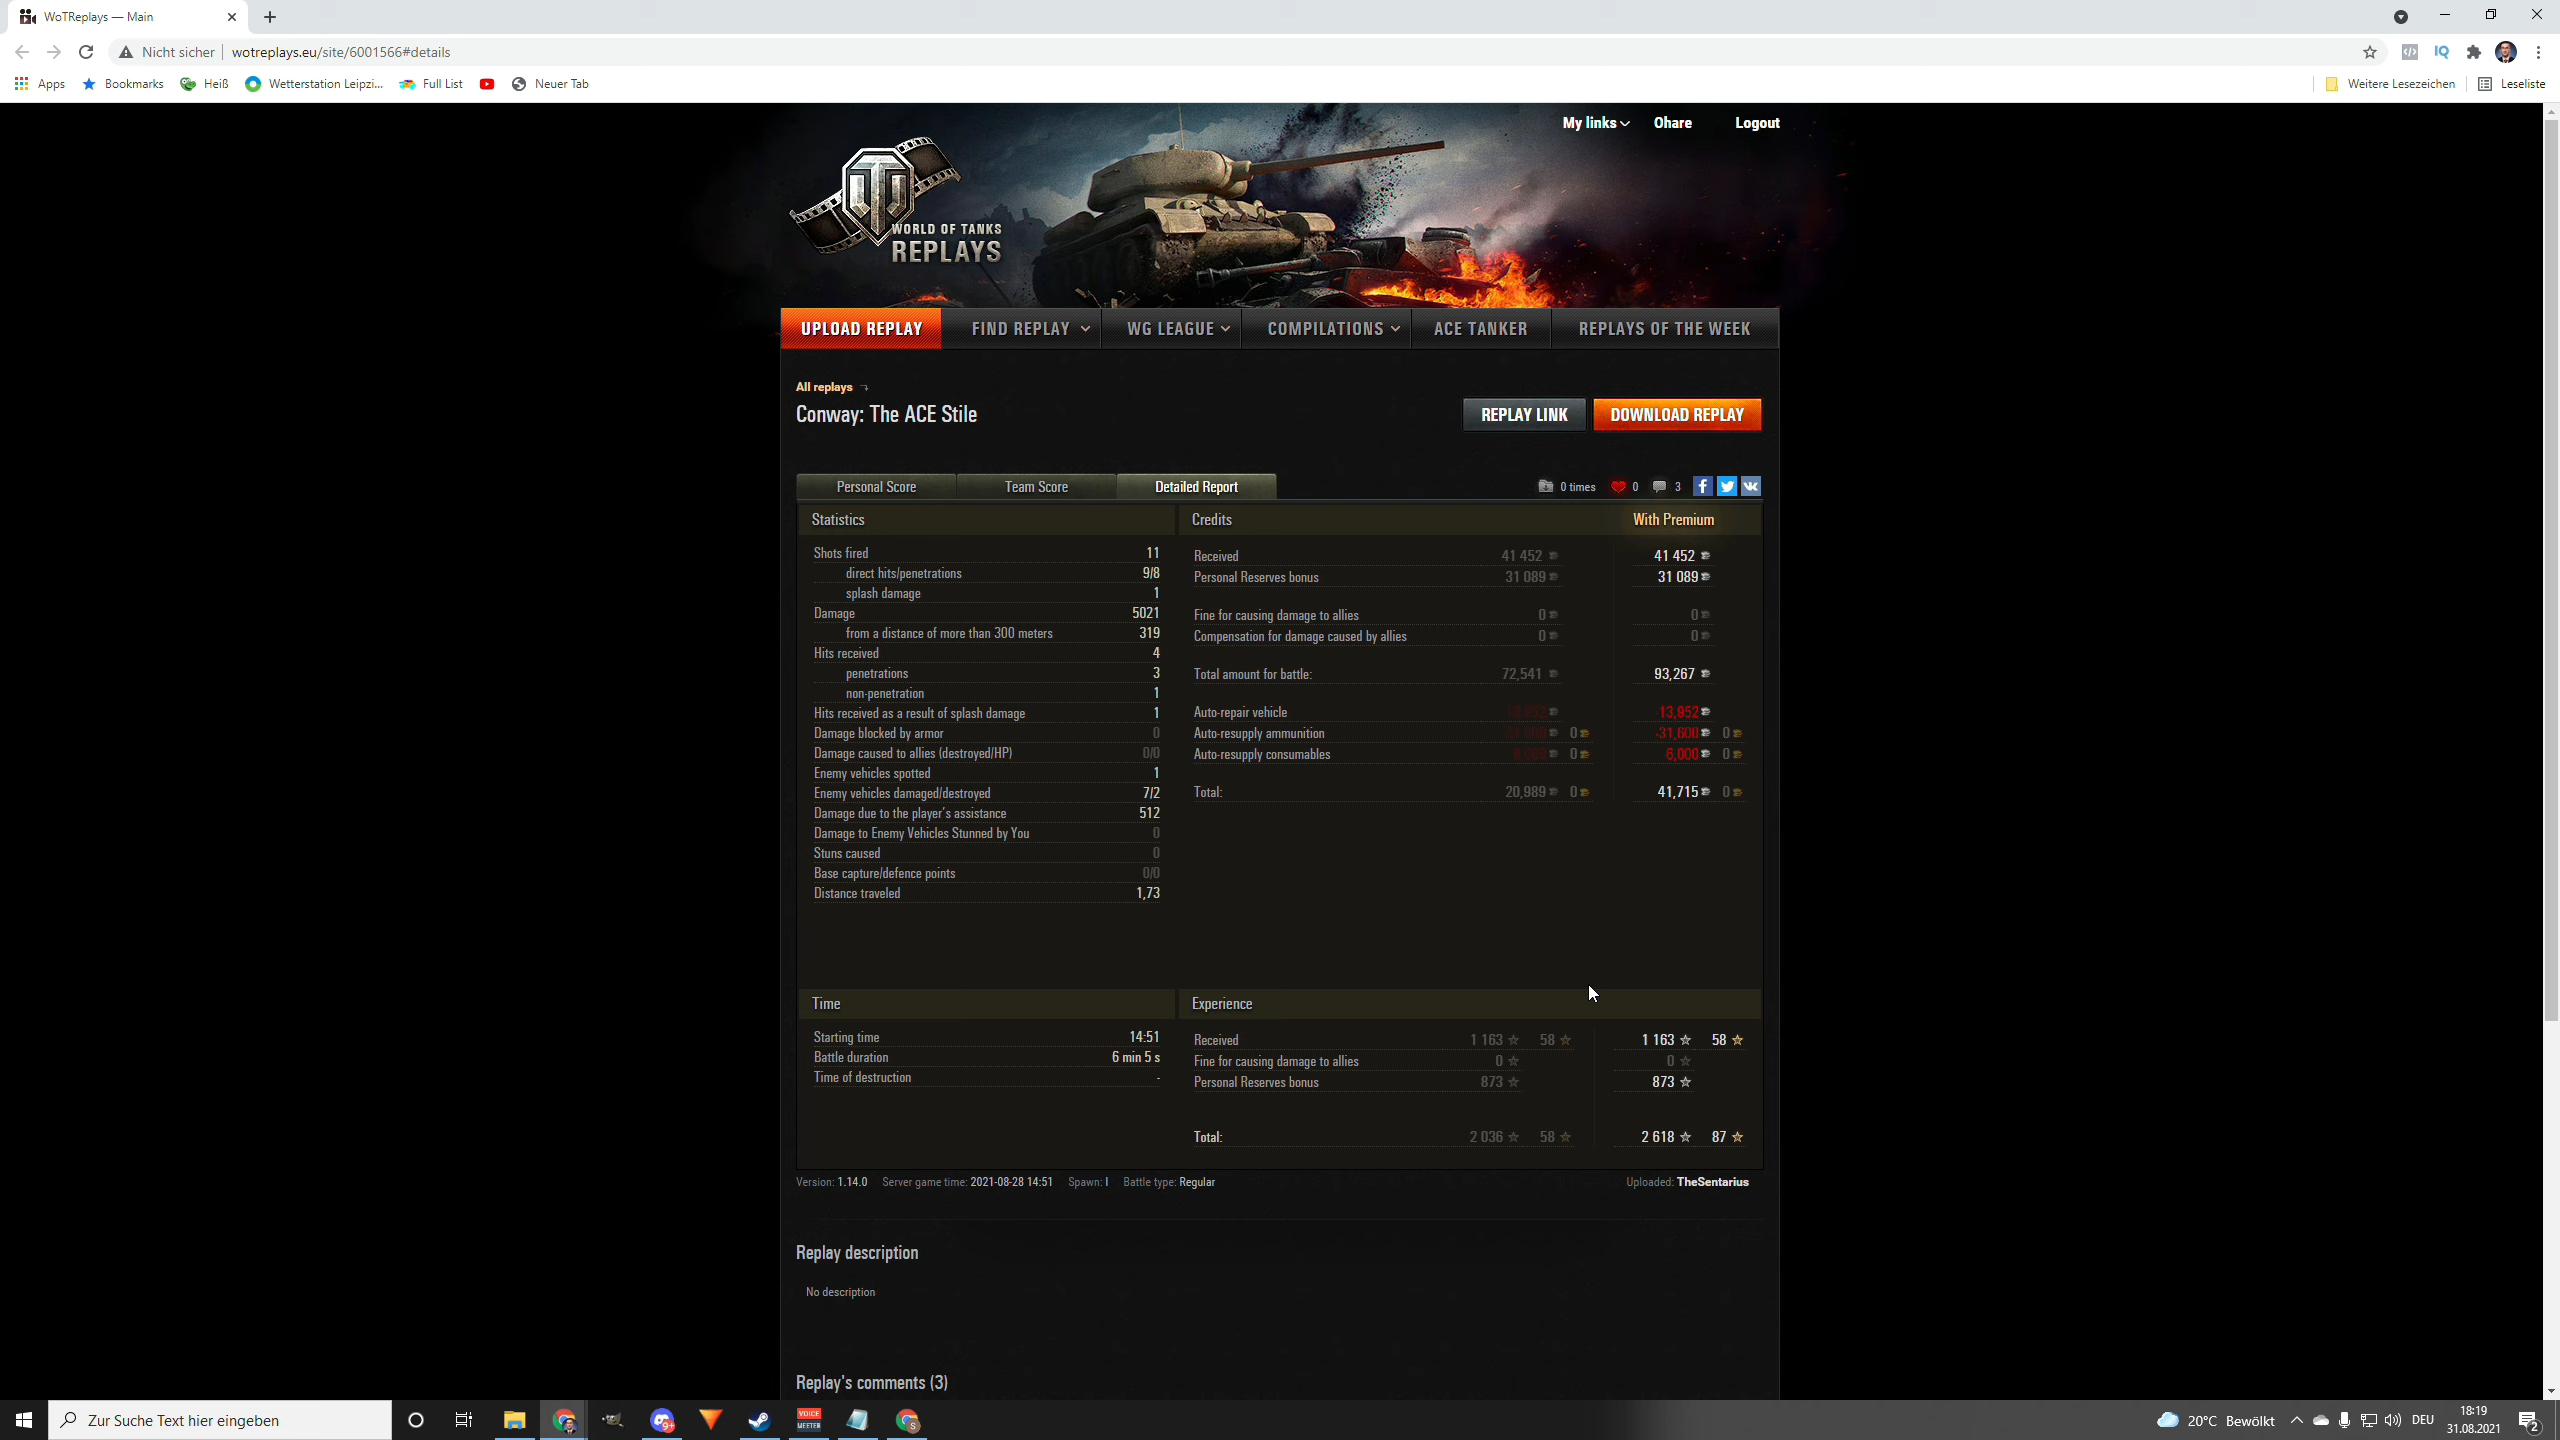 WoTReplays — Main
Nicht sicher wotreplays.eu/site/6001566#details
Apps Bookmarks Heiß Wetterstation Leipzi... Full List Neuer Tab Weitere Lesezeichen Leseliste
My links Ohare Logout
WORLD OF TANKS
REPLAYS
UPLOAD REPLAY FIND REPLAY WG LEAGUE COMPILATIONS ACE TANKER REPLAYS OF THE WEEK
All replays
Conway: The ACE Stile
REPLAY LINK DOWNLOAD REPLAY
Personal Score Team Score Detailed Report 0 times 0 3
Statistics
Shots fired 11
direct hits/penetrations 9/8
splash damage 1
Damage 5021
from a distance of more than 300 meters 319
Hits received 4
penetrations 3
non-penetration 1
Hits received as a result of splash damage 1
Damage blocked by armor 0
Damage caused to allies (destroyed/HP) 0/0
Enemy vehicles spotted 1
Enemy vehicles damaged/destroyed 7/2
Damage due to the player's assistance 512
Damage to Enemy Vehicles Stunned by You 0
Stuns caused 0
Base capture/defence points 0/0
Distance traveled 1,73
Credits With Premium
Received 41 452 41 452
Personal Reserves bonus 31 089 31 089
Fine for causing damage to allies 0 0
Compensation for damage caused by allies 0 0
Total amount for battle: 72,541 93,267
Auto-repair vehicle -13,952
Auto-resupply ammunition 0 -31,600 0
Auto-resupply consumables 0 6,000 0
Total: 20,989 0 41,715 0
Time
Starting time 14:51
Battle duration 6 min 5 s
Time of destruction -
Experience
Received 1 163 58 1 163 58
Fine for causing damage to allies 0 0
Personal Reserves bonus 873 873
Total: 2 036 58 2 618 87
Version: 1.14.0 Server game time: 2021-08-28 14:51 Spawn: I Battle type: Regular Uploaded: TheSentarius
Replay description
No description
Replay's comments (3)
Zur Suche Text hier eingeben
9+
VOICE
MEETER
20°C Bewölkt DEU
18:19
31.08.2021
2